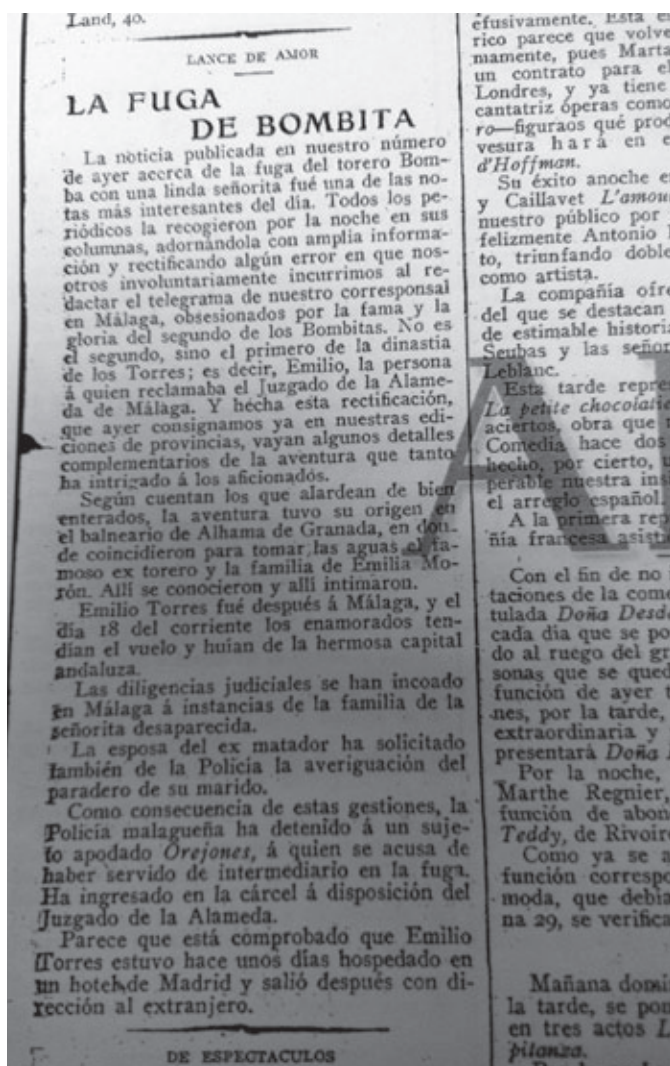 Land, 40.
LANCE DE AMOR
LA FUGA
DE BOMBITA
La noticia publicada en nuestro número
de ayer acerca de la fuga del torero Bom-
ba con una linda señorita fué una de las no-
tas más interesantes del día. Todos los pe-
riódicos la recogieron por la noche en sus
columnas, adornándola con amplia informa-
ción y rectificando algún error en que nos-
otros involuntariamente incurrimos al re-
dactar el telegrama de nuestro corresponsal
en Málaga, obsesionados por la fama y la
gloria del segundo de los Bombitas. No es
el segundo, sino el primero de la dinastia
de los Torres; es decir, Emilio, la persona
á quien reclamaba el Juzgado de la Alame-
da de Málaga. Y hecha esta rectificación,
que ayer consignamos ya en nuestras edi-
ciones de provincias, vayan algunos detalles
complementarios de la aventura que tanto
ha intrigado á los aficionados.
Según cuentan los que alardean de bien
enterados, la aventura tuvo su origen en
el balneario de Alhama de Granada, en don-
de coincidieron para tomar las aguas el fa-
moso ex torero y la familia de Emilia Mo-
rón. Allí se conocieron y allí intimaron.
Emilio Torres fué después á Málaga, y el
día 18 del corriente los enamorados ten-
dían el vuelo y huían de la hermosa capital
andaluza.
Las diligencias judiciales se han incoado
en Málaga á instancias de la familia de la
señorita desaparecida.
La esposa del ex matador ha solicitado
también de la Policía la averiguación del
paradero de su marido.
Como consecuencia de estas gestiones, la
Policía malagueña ha detenido á un suje-
to apodado Orejones, á quien se acusa de
haber servido de intermediario en la fuga.
Ha ingresado en la cárcel á disposición del
Juzgado de la Alameda.
Parece que está comprobado que Emilio
Torres estuvo hace unos días hospedado en
un hotel de Madrid y salió después con di-
rección al extranjero.
DE ESPECTACULOS
efusivamente. Esta
rico parece que volve
mamente, pues Marta
un contrato para el
Londres, y ya tiene
cantatriz óperas como
ro—figuraos qué prod
vesura hará en e
d'Hoffman.
Su éxito anoche e
y Caillavet L'amou
nuestro público por
felizmente Antonio
to, triunfando doble
como artista.
La compañía ofre
del que se destacan
de estimable historia
Seubas y las señor
Leblanc.
Esta tarde repre
La petite chocolatie
aciertos, obra que
Comedia hace dos
hecho, por cierto, u
perable nuestra ins
el arreglo español.
A la primera rep
ñía francesa asisti
Con el fin de no
taciones de la come
tulada Doña Desd
cada día que se po
do al ruego del gr
sonas que se qued
función de ayer
nes, por la tarde,
extraordinaria y
presentará Doña
Por la noche,
Marthe Regnier,
función de abon
Teddy, de Rivoire
Como ya se a
función correspo
moda, que debía
na 29, se verifica
Mañana domi
la tarde, se pon
en tres actos L
pitanza.